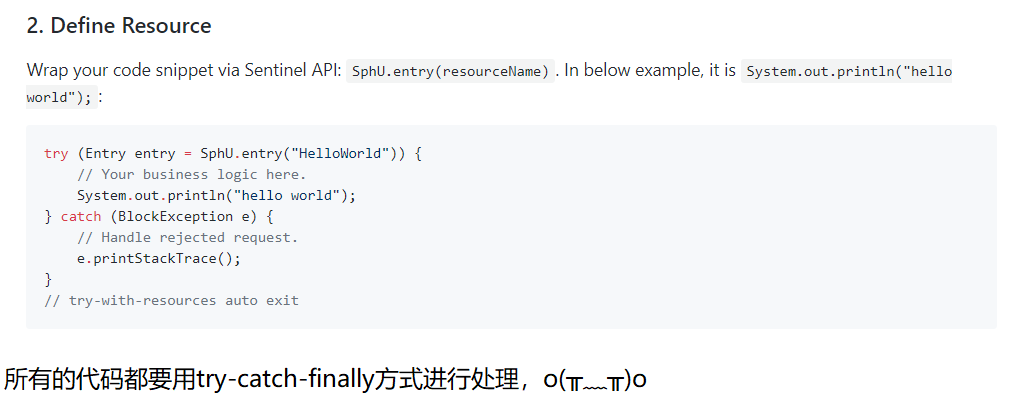 2. Define Resource
Wrap your code snippet via Sentinel API: SphU.entry(resourceName) . In below example, it is System.out.println("hello
world"); :
try (Entry entry = SphU.entry("HelloWorld")) {
    // Your business logic here.
    System.out.println("hello world");
} catch (BlockException e) {
    // Handle rejected request.
    e.printStackTrace();
}
// try-with-resources auto exit
所有的代码都要用try-catch-finally方式进行处理，o(╥﹏╥)o